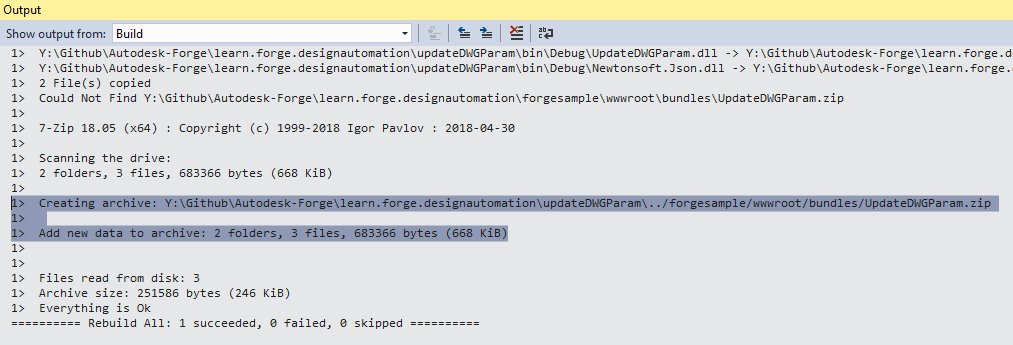 Output
Show output from: Build
1> Y:\Github\Autodesk-Forge\learn.forge.designautomation\updateDWGParam\bin\Debug\UpdateDWGParam.dll -> Y:\Github\Autodesk-Forge\learn.forge.d
1> Y:\Github\Autodesk-Forge\learn.forge.designautomation\updateDWGParam\bin\Debug\Newtonsoft.Json.dll -> Y:\Github\Autodesk-Forge\learn.forge.
1> 2 File(s) copied
1> Could Not Find Y:\Github\Autodesk-Forge\learn.forge.designautomation\forgesample\wwwroot\bundles\UpdateDWGParam.zip
1>
1> 7-Zip 18.05 (x64) : Copyright (c) 1999-2018 Igor Pavlov : 2018-04-30
1>
1> Scanning the drive:
1> 2 folders, 3 files, 683366 bytes (668 KiB)
1>
1> Creating archive: Y:\Github\Autodesk-Forge\learn.forge.designautomation\updateDWGParam\../forgesample/wwwroot/bundles/UpdateDWGParam.zip
1>
1> Add new data to archive: 2 folders, 3 files, 683366 bytes (668 KiB)
1>
1>
1> Files read from disk: 3
1> Archive size: 251586 bytes (246 KiB)
1> Everything is Ok
========== Rebuild All: 1 succeeded, 0 failed, 0 skipped ==========